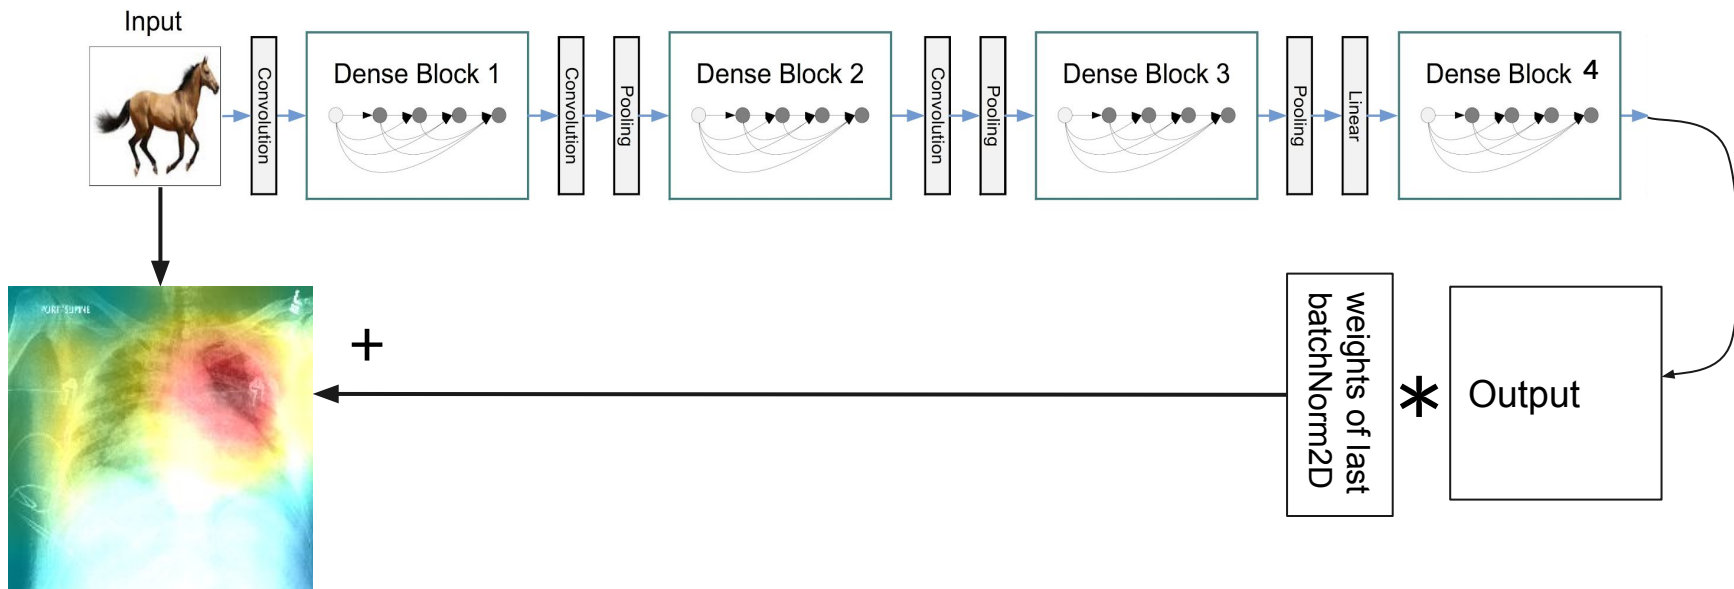 Input
Convolution
Dense Block 1
Convolution
Pooling
Dense Block 2
Convolution
Pooling
Dense Block 3
Pooling
Linear
Dense Block 4
+
weights of last
batchNorm2D
*
Output